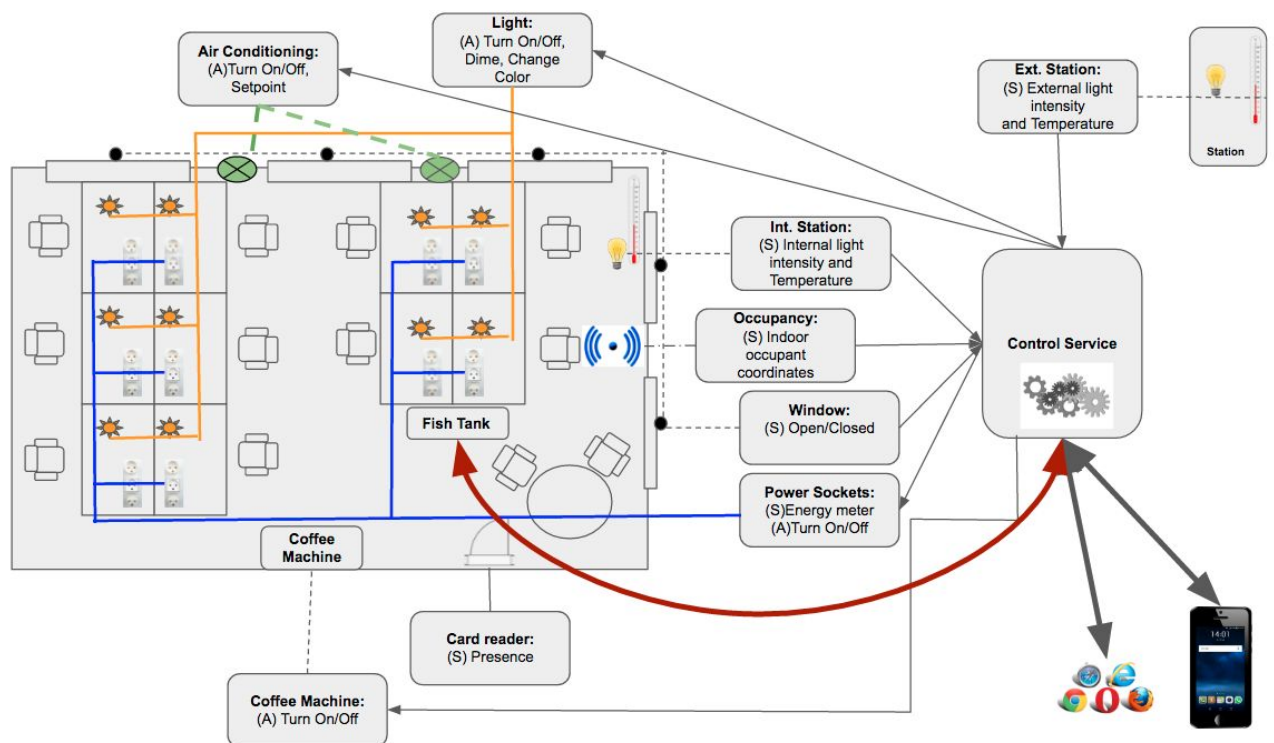 Light:
(A) Turn On/Off,
Dime, Change
Color
Air Conditioning:
(A)Turn On/Off,
Setpoint
Ext. Station:
(S) External light
intensity
and Temperature
Station
Int. Station:
(S) Internal light
intensity and
Temperature
Occupancy:
(S) Indoor
occupant
coordinates
Control Service
Window:
(S) Open/Closed
Fish Tank
Power Sockets:
(S)Energy meter
(A)Turn On/Off
Coffee
Machine
Card reader:
(S) Presence
Coffee Machine:
(A) Turn On/Off
14:01